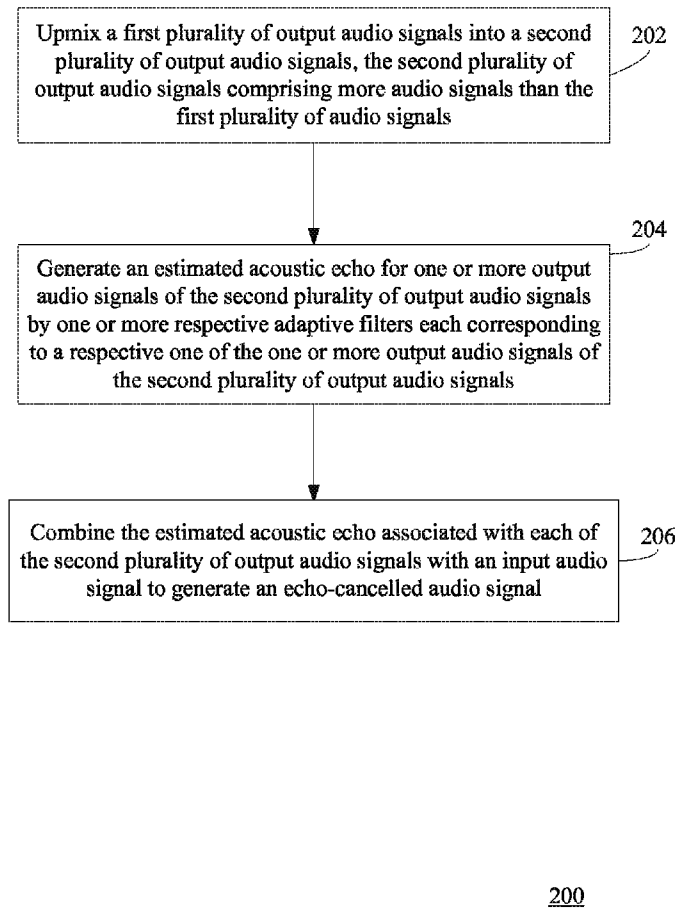 Upmix a first plurality of output audio signals into a second
plurality of output audio signals, the second plurality of
output audio signals comprising more audio signals than the
first plurality of audio signals
202
204
Generate an estimated acoustic echo for one or more output
audio signals of the second plurality of output audio signals
by one or more respective adaptive filters each corresponding
to a respective one of the one or more output audio signals of
the second plurality of output audio signals
Combine the estimated acoustic echo associated with each of
the second plurality of output audio signals with an input audio
signal to generate an echo-cancelled audio signal
206
200